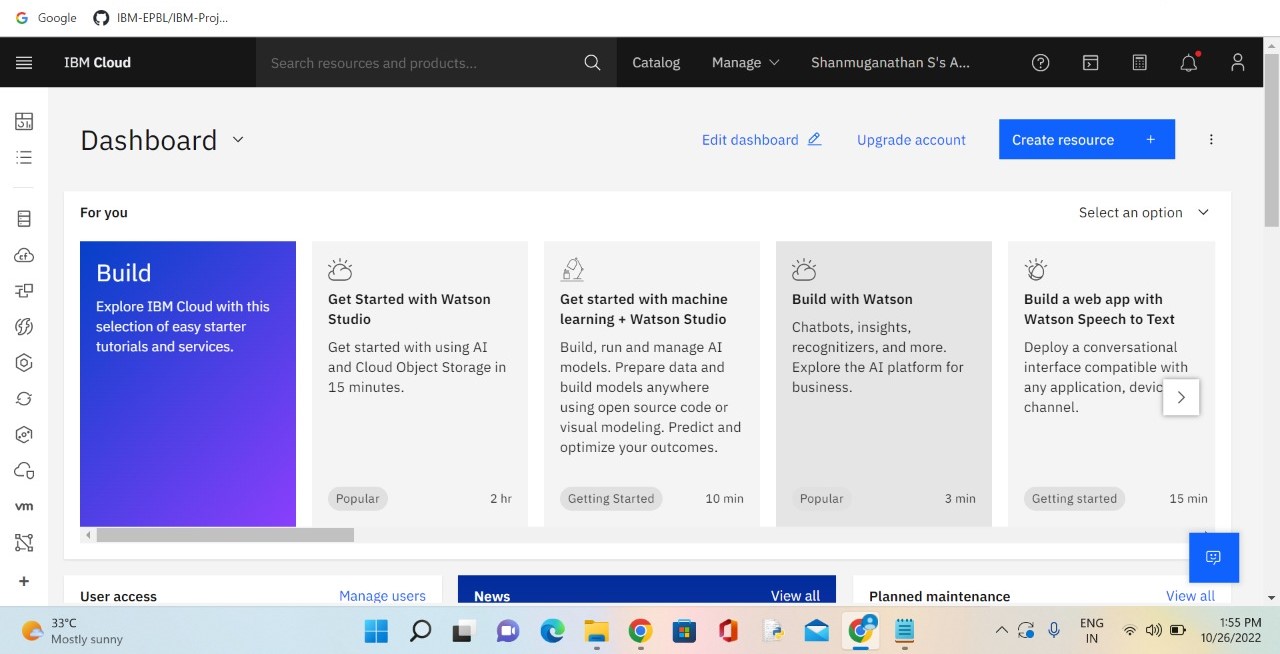 Google IBM-EPBL/IBM-Proj...
IBM Cloud Search resources and products... Catalog Manage Shanmuganathan S's A...
Dashboard Edit dashboard Upgrade account Create resource +
For you Select an option
Build
Explore IBM Cloud with this
selection of easy starter
tutorials and services.
Get Started with Watson
Studio
Get started with using AI
and Cloud Object Storage in
15 minutes.
Popular 2 hr
Get started with machine
learning + Watson Studio
Build, run and manage AI
models. Prepare data and
build models anywhere
using open source code or
visual modeling. Predict and
optimize your outcomes.
Getting Started 10 min
Build with Watson
Chatbots, insights,
recognitizers, and more.
Explore the AI platform for
business.
Popular 3 min
Build a web app with
Watson Speech to Text
Deploy a conversational
interface compatible with
any application, devic
channel.
Getting started 15 min
vm
User access Manage users
News View all
Planned maintenance View all
33°C
Mostly sunny
ENG
IN
1:55 PM
10/26/2022